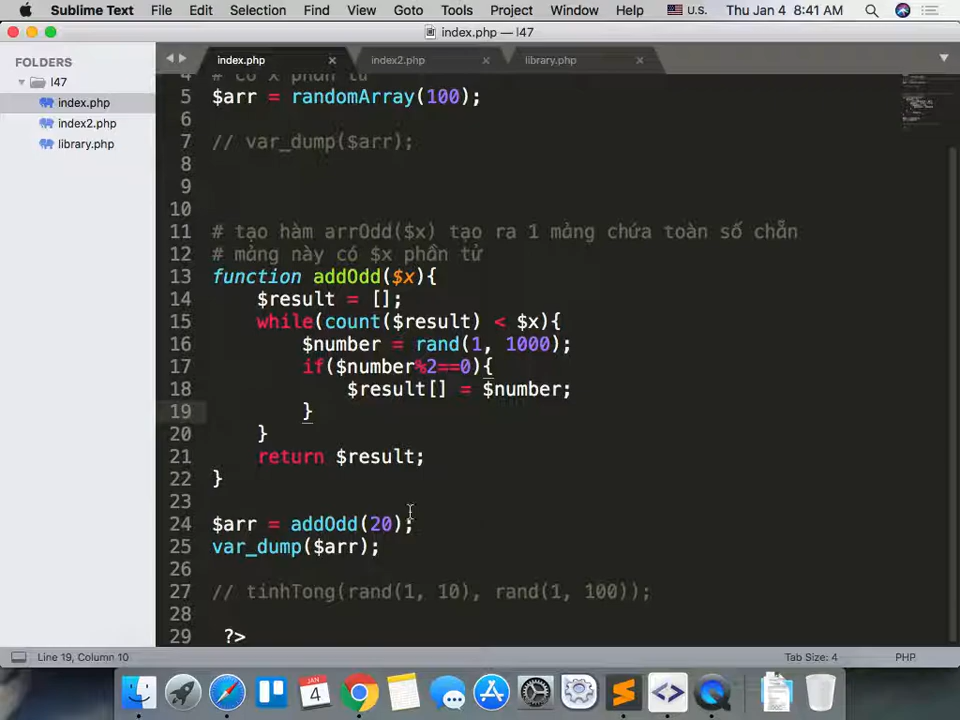 Sublime Text File Edit Selection Find View Goto Tools Project Window Help U.S. Thu Jan 4 8:41 AM
index.php — l47
FOLDERS
l47
index.php
index2.php
library.php
index.php
index2.php
library.php
4 # có x phần tử
5 $arr = randomArray(100);
6
7 // var_dump($arr);
8
9
10
11 # tạo hàm arrOdd($x) tạo ra 1 mảng chứa toàn số chẵn
12 # mảng này có $x phần tử
13 function addOdd($x){
14 $result = [];
15 while(count($result) < $x){
16 $number = rand(1, 1000);
17 if($number%2==0){
18 $result[] = $number;
19 }
20 }
21 return $result;
22 }
23
24 $arr = addOdd(20);
25 var_dump($arr);
26
27 // tinhTong(rand(1, 10), rand(1, 100));
28
29 ?>
Line 19, Column 10 Tab Size: 4 PHP
JAN
4